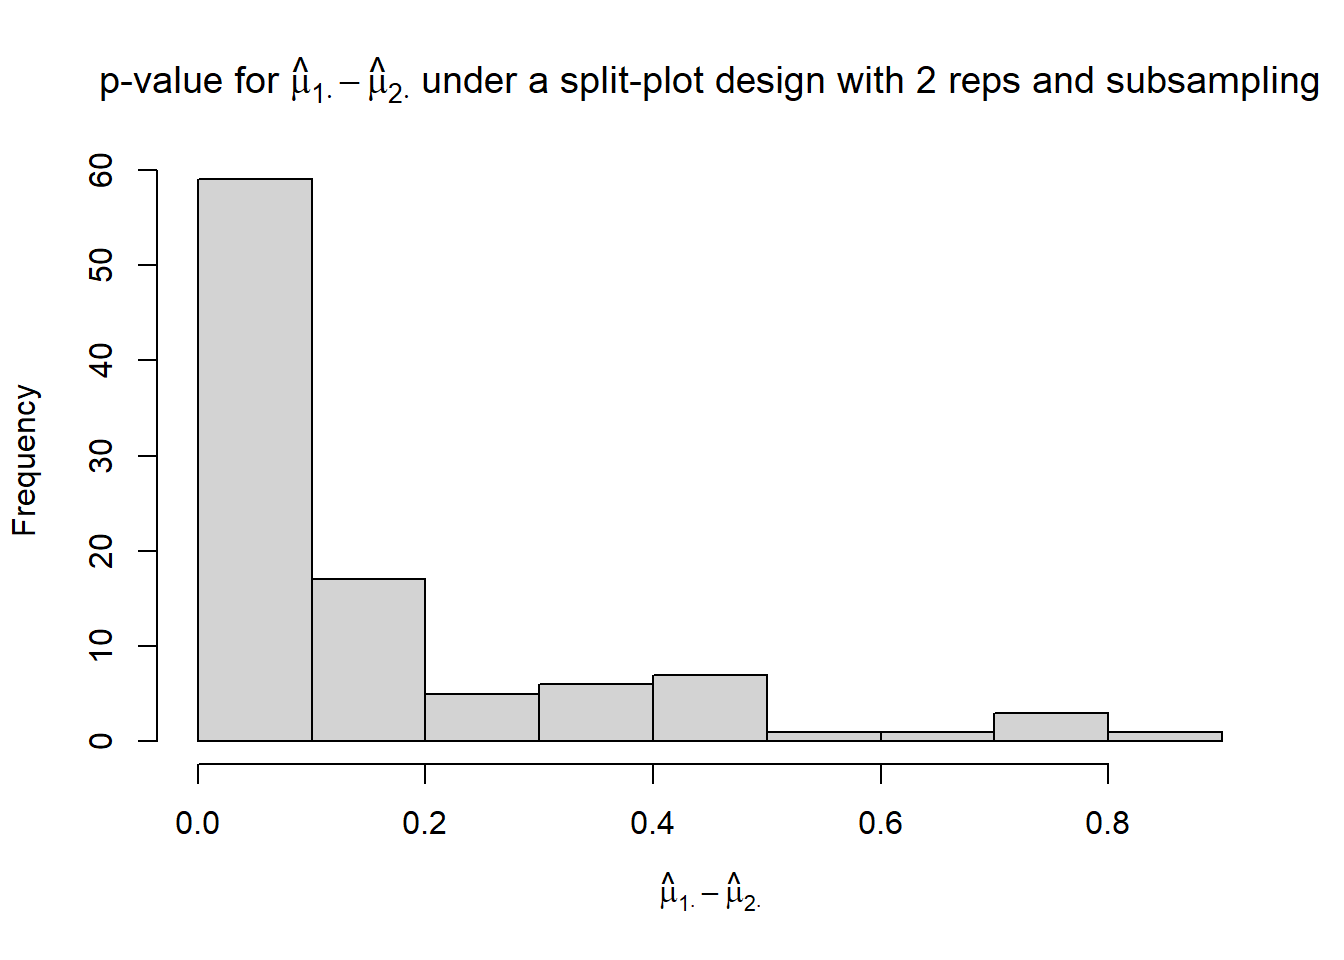 p-value for μ̂₁. − μ̂₂. under a split-plot design with 2 reps and subsampling
60
50
40
30
20
10
0
Frequency
0.0 0.2 0.4 0.6 0.8
μ̂₁. − μ̂₂.